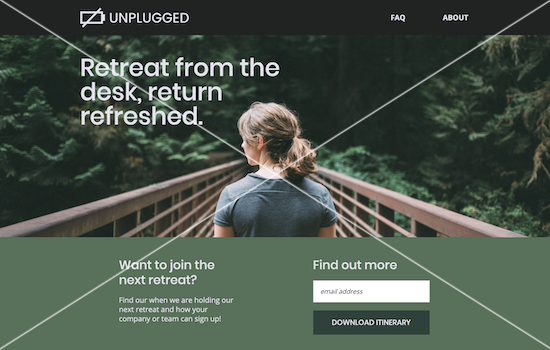 UNPLUGGED
FAQ
ABOUT
Retreat from the
desk, return
refreshed.
Want to join the
next retreat?
Find our when we are holding our
next retreat and how your
company or team can sign up!
Find out more
email address
DOWNLOAD ITINERARY